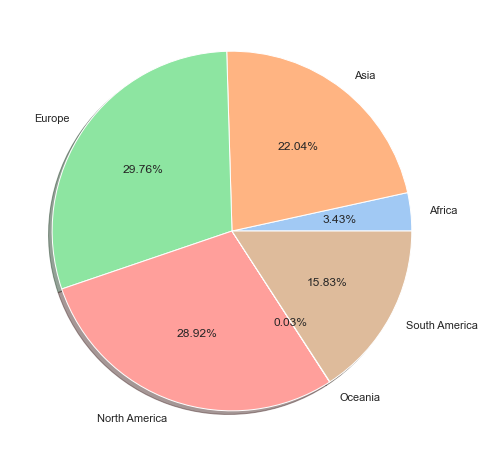 Asia
Europe
22.04%
29.76%
Africa
3.43%
15.83%
0.03%
South America
28.92%
Oceania
North America